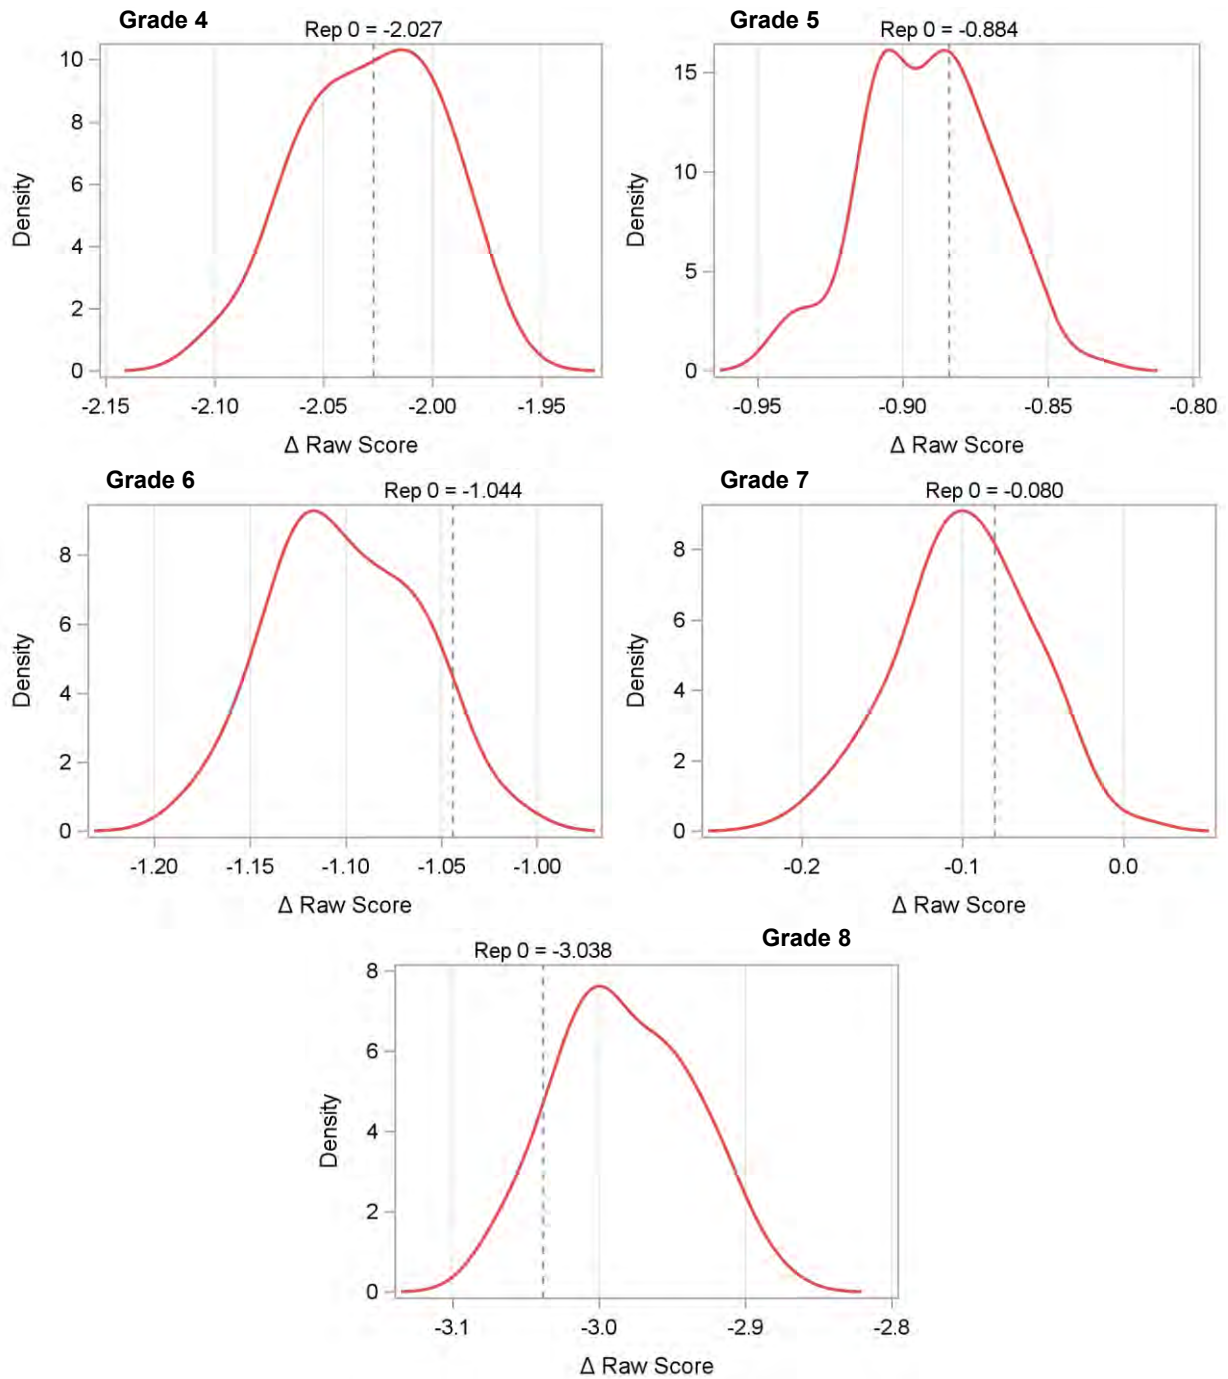 Grade 4
Rep 0 = -2.027
10
8
6
4
2
0
Density
-2.15 -2.10 -2.05 -2.00 -1.95
Δ Raw Score
Grade 5
Rep 0 = -0.884
15
10
5
0
Density
-0.95 -0.90 -0.85 -0.80
Δ Raw Score
Grade 6
Rep 0 = -1.044
8
6
4
2
0
Density
-1.20 -1.15 -1.10 -1.05 -1.00
Δ Raw Score
Grade 7
Rep 0 = -0.080
8
6
4
2
0
Density
-0.2 -0.1 0.0
Δ Raw Score
Grade 8
Rep 0 = -3.038
8
6
4
2
0
Density
-3.1 -3.0 -2.9 -2.8
Δ Raw Score